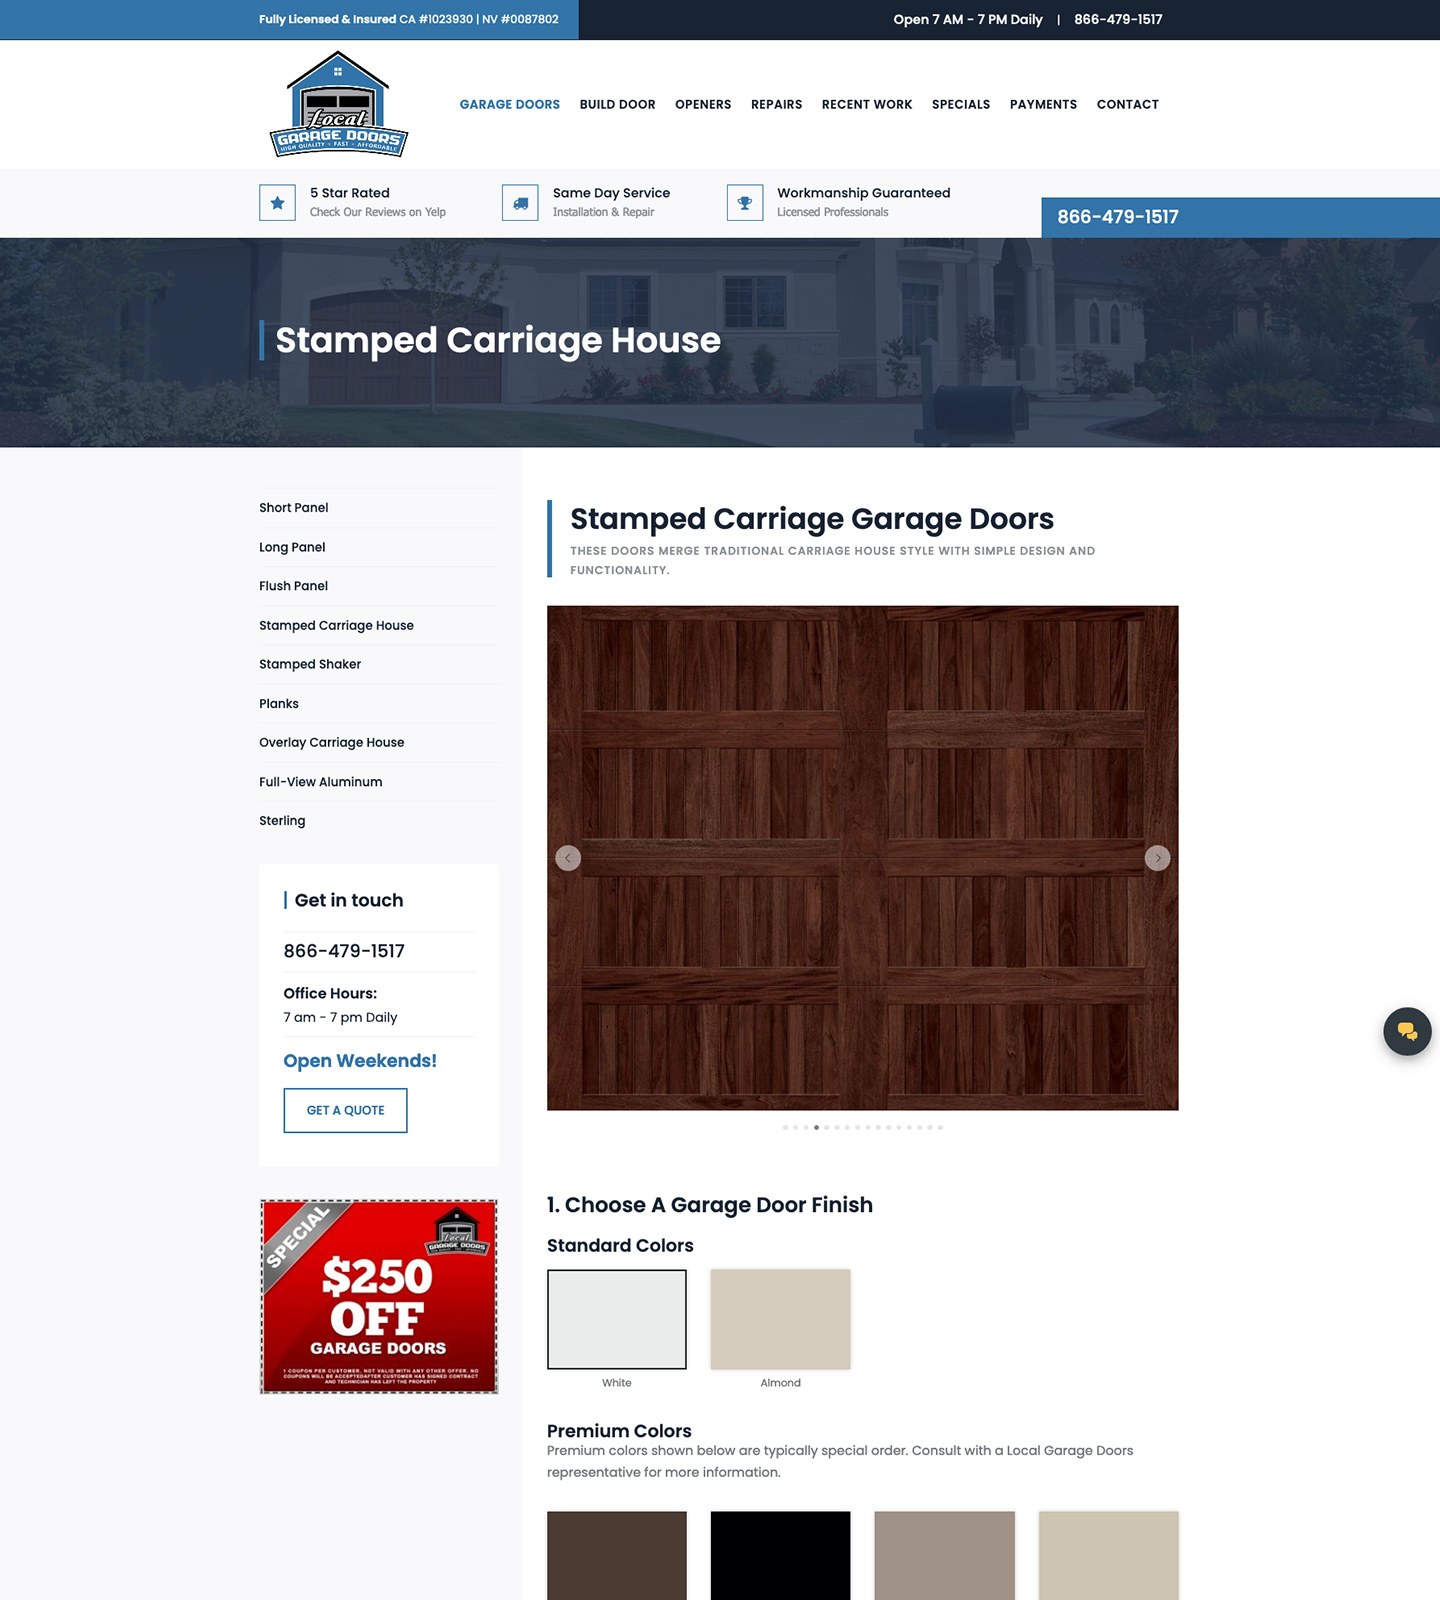 Fully Licensed & Insured CA #1023930 | NV #0087802
Open 7 AM - 7 PM Daily | 866-479-1517
Local
GARAGE DOORS
HIGH QUALITY - FAST - AFFORDABLE
GARAGE DOORS BUILD DOOR OPENERS REPAIRS RECENT WORK SPECIALS PAYMENTS CONTACT
5 Star Rated
Check Our Reviews on Yelp
Same Day Service
Installation & Repair
Workmanship Guaranteed
Licensed Professionals
866-479-1517
Stamped Carriage House
Short Panel
Long Panel
Flush Panel
Stamped Carriage House
Stamped Shaker
Planks
Overlay Carriage House
Full-View Aluminum
Sterling
Get in touch
866-479-1517
Office Hours:
7 am - 7 pm Daily
Open Weekends!
GET A QUOTE
SPECIAL
Local
GARAGE DOORS
$250
OFF
GARAGE DOORS
1 COUPON PER CUSTOMER, NOT VALID WITH ANY OTHER OFFER. NO
COUPONS WILL BE ACCEPTEDAFTER CUSTOMER HAS SIGNED CONTRACT
AND TECHNICIAN HAS LEFT THE PROPERTY
Stamped Carriage Garage Doors
THESE DOORS MERGE TRADITIONAL CARRIAGE HOUSE STYLE WITH SIMPLE DESIGN AND
FUNCTIONALITY.
1. Choose A Garage Door Finish
Standard Colors
White
Almond
Premium Colors
Premium colors shown below are typically special order. Consult with a Local Garage Doors
representative for more information.